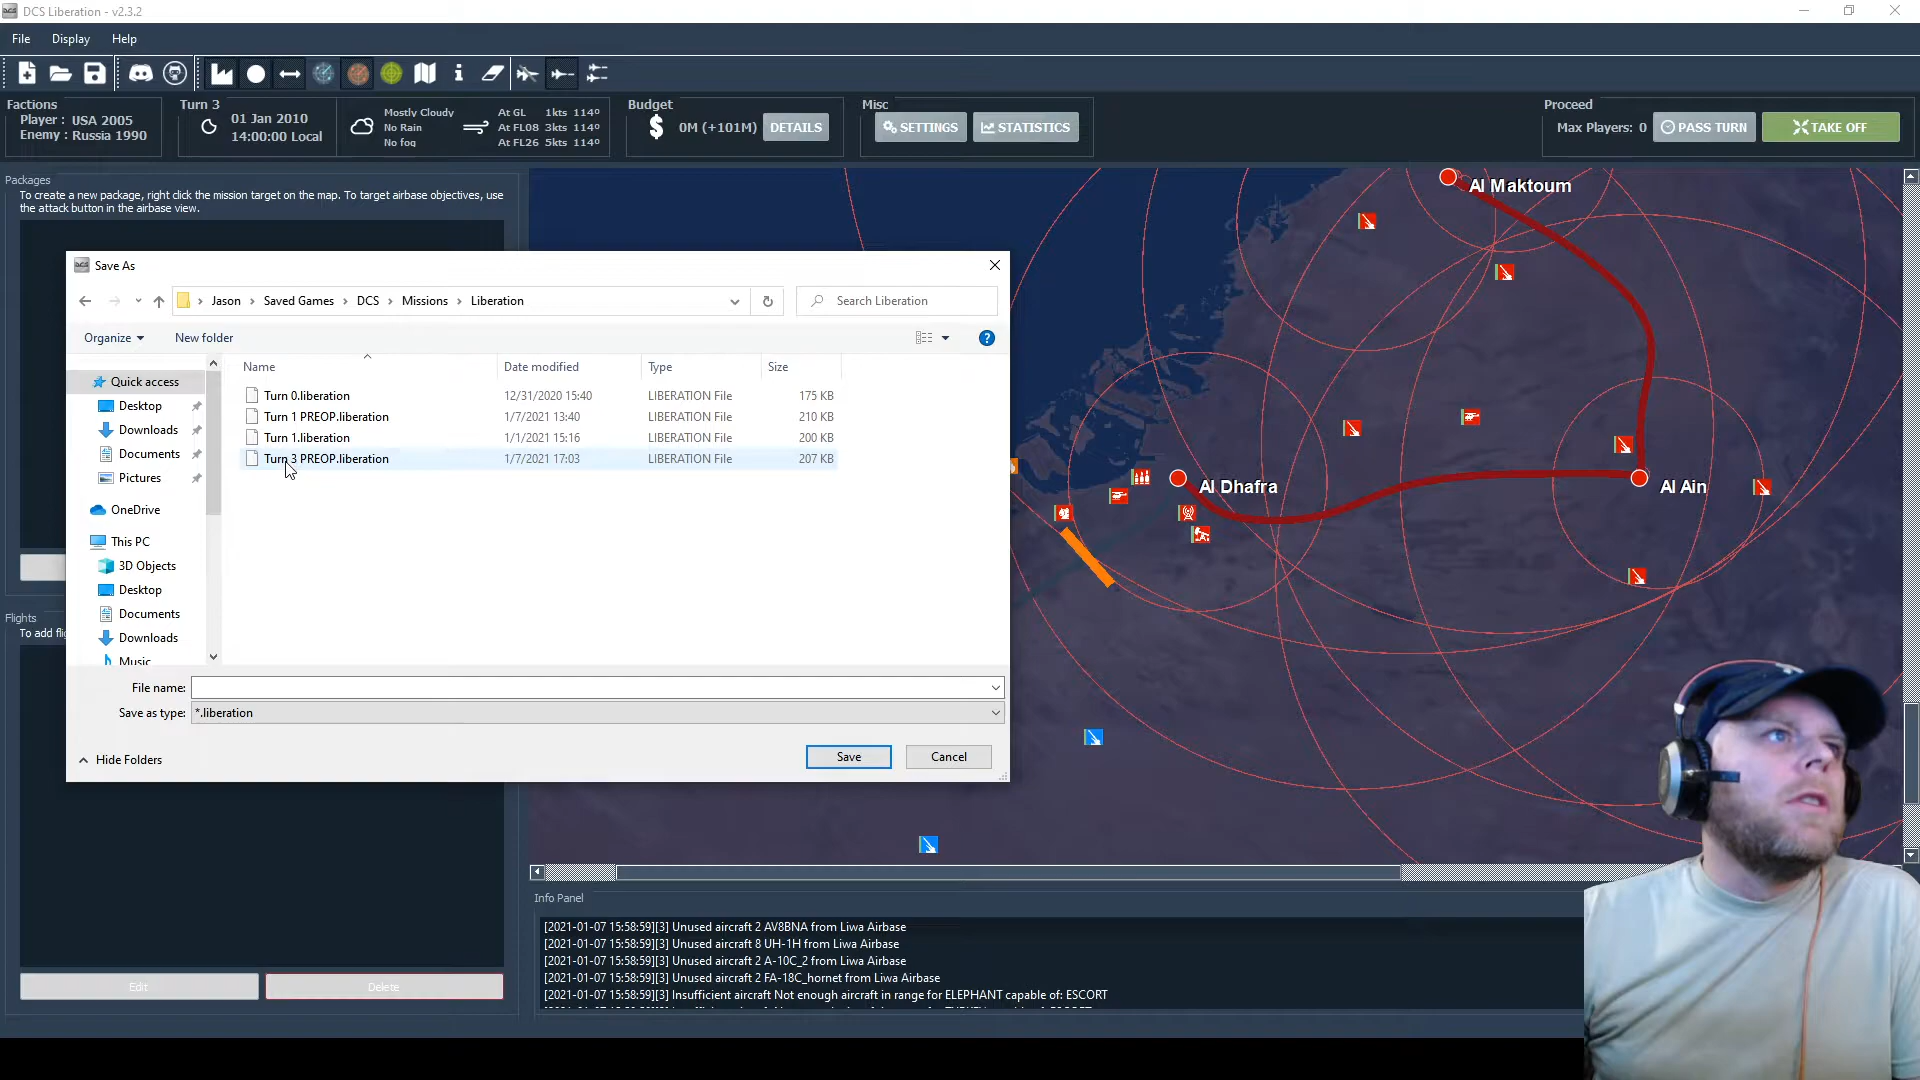 DCS Liberation - v2.3.2
File Display Help
Factions
Player : USA 2005
Enemy : Russia 1990
Turn 3
01 Jan 2010
14:00:00 Local
Mostly Cloudy
No Rain
No fog
At GL 1kts 114º
At FL08 3kts 114º
At FL26 5kts 114º
Budget
$ 0M (+101M) DETAILS
Misc
SETTINGS STATISTICS
Proceed
Max Players: 0 PASS TURN TAKE OFF
Packages
To create a new package, right click the mission target on the map. To target airbase objectives, use
the attack button in the airbase view.
Save As
Jason > Saved Games > DCS > Missions > Liberation
Search Liberation
Organize New folder
Name Date modified Type Size
Turn 0.liberation 12/31/2020 15:40 LIBERATION File 175 KB
Turn 1 PREOP.liberation 1/7/2021 13:40 LIBERATION File 210 KB
Turn 1.liberation 1/1/2021 15:16 LIBERATION File 200 KB
Turn 3 PREOP.liberation 1/7/2021 17:03 LIBERATION File 207 KB
Quick access
Desktop
Downloads
Documents
Pictures
OneDrive
This PC
3D Objects
Desktop
Documents
Downloads
Music
File name:
Save as type: *.liberation
Hide Folders
Save Cancel
Flights
To add
Edit Delete
Al Maktoum
Al Dhafra
Al Ain
Info Panel
[2021-01-07 15:58:59][3] Unused aircraft 2 AV8BNA from Liwa Airbase
[2021-01-07 15:58:59][3] Unused aircraft 8 UH-1H from Liwa Airbase
[2021-01-07 15:58:59][3] Unused aircraft 2 A-10C_2 from Liwa Airbase
[2021-01-07 15:58:59][3] Unused aircraft 2 FA-18C_hornet from Liwa Airbase
[2021-01-07 15:58:59][3] Insufficient aircraft Not enough aircraft in range for ELEPHANT capable of: ESCORT